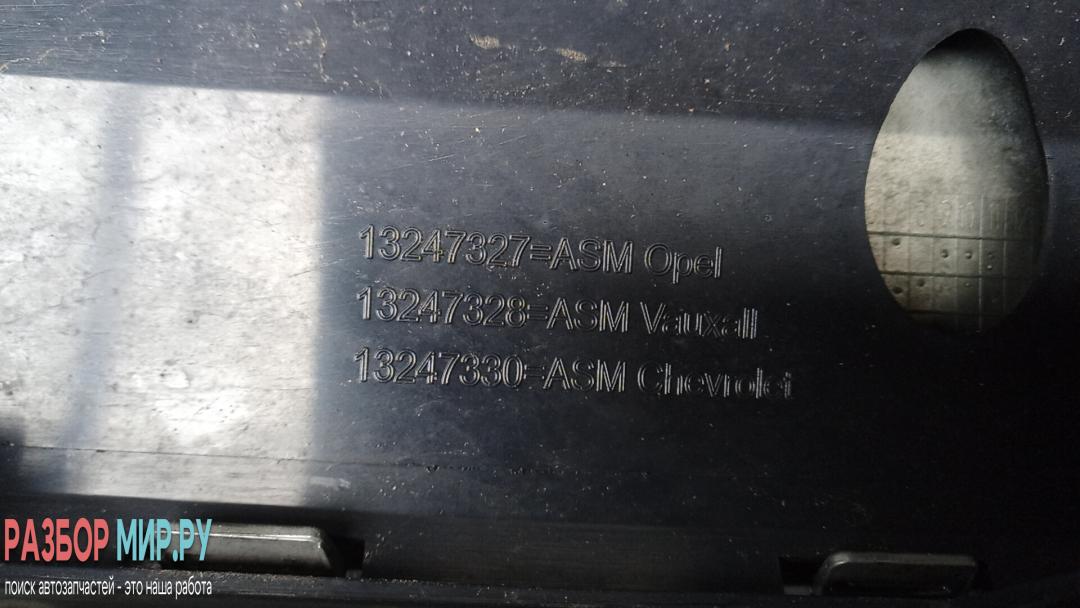 13247327=ASM Opel
13247328=ASM Vauxall
13247330=ASM Chevrolet
РАЗБОР МИР.РУ
поиск автозапчастей - это наша работа